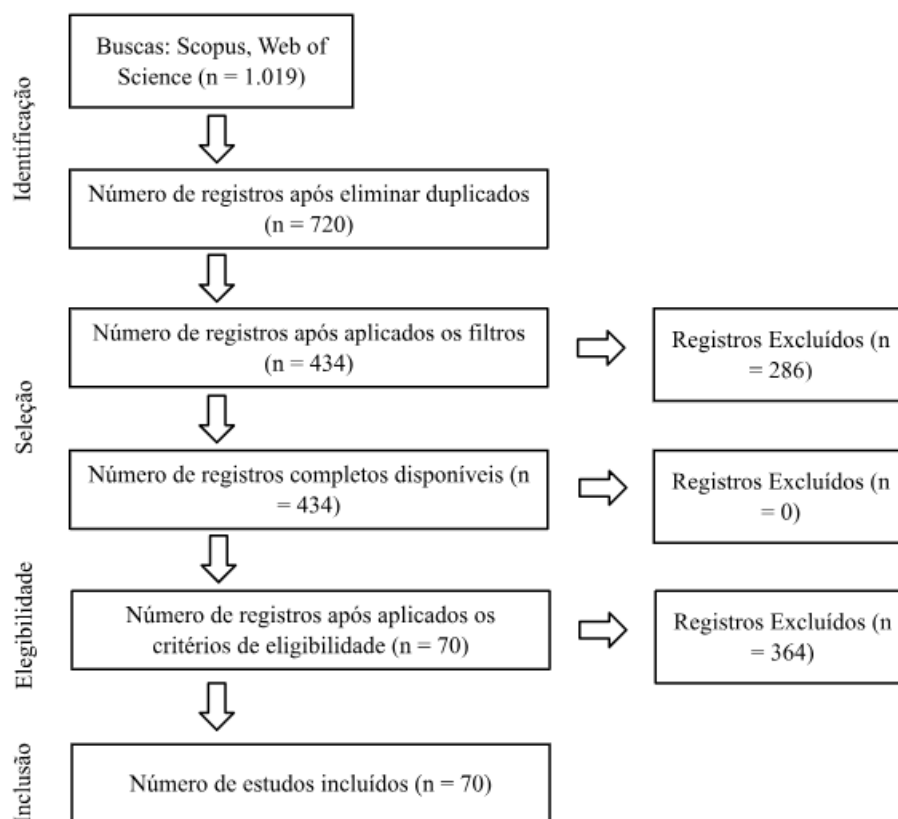 Identificação
Buscas: Scopus, Web of
Science (n = 1.019)
Número de registros após eliminar duplicados
(n = 720)
Seleção
Número de registros após aplicados os filtros
(n = 434)
Registros Excluídos (n
= 286)
Número de registros completos disponíveis (n
= 434)
Registros Excluídos (n
= 0)
Elegibilidade
Número de registros após aplicados os
critérios de eligibilidade (n = 70)
Registros Excluídos (n
= 364)
Inclusão
Número de estudos incluídos (n = 70)